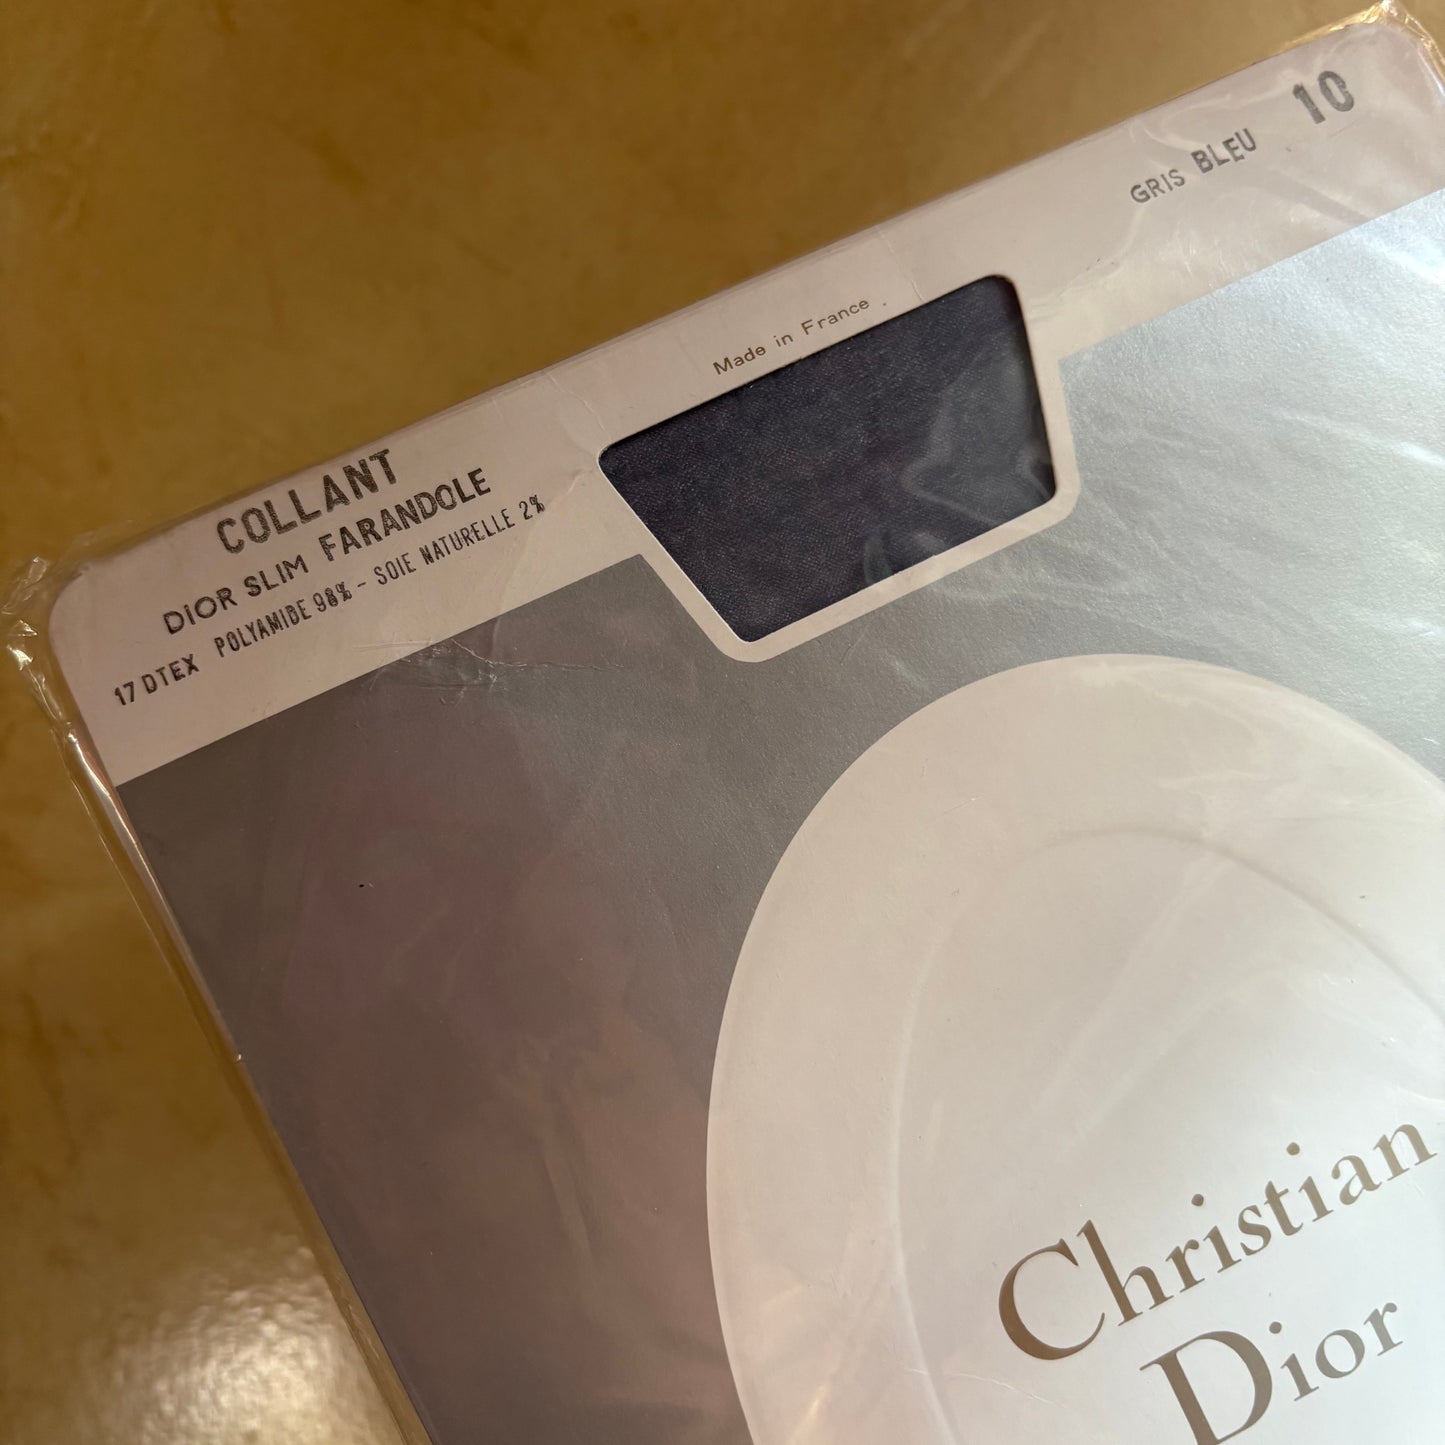 10
GRIS BLEU
Made in France
COLLANT
DIOR SLIM FARANDOLE
17 DTEX POLYAMIDE 98% - SOIE NATURELLE 2%
Christian
Dior